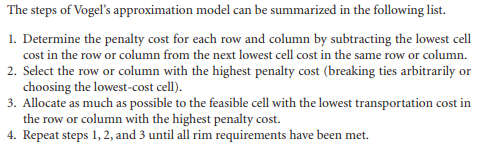 The steps of Vogel's approximation model can be summarized in the following list.
1. Determine the penalty cost for each row and column by subtracting the lowest cell
cost in the row or column from the next lowest cell cost in the same row or column.
2. Select the row or column with the highest penalty cost (breaking ties arbitrarily or
choosing the lowest-cost cell).
3. Allocate as much as possible to the feasible cell with the lowest transportation cost in
the row or column with the highest penalty cost.
4. Repeat steps 1, 2, and 3 until all rim requirements have been met.